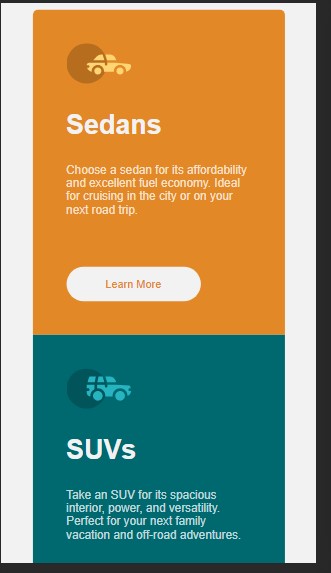 Sedans
Choose a sedan for its affordability
and excellent fuel economy. Ideal
for cruising in the city or on your
next road trip.
Learn More
SUVs
Take an SUV for its spacious
interior, power, and versatility.
Perfect for your next family
vacation and off-road adventures.